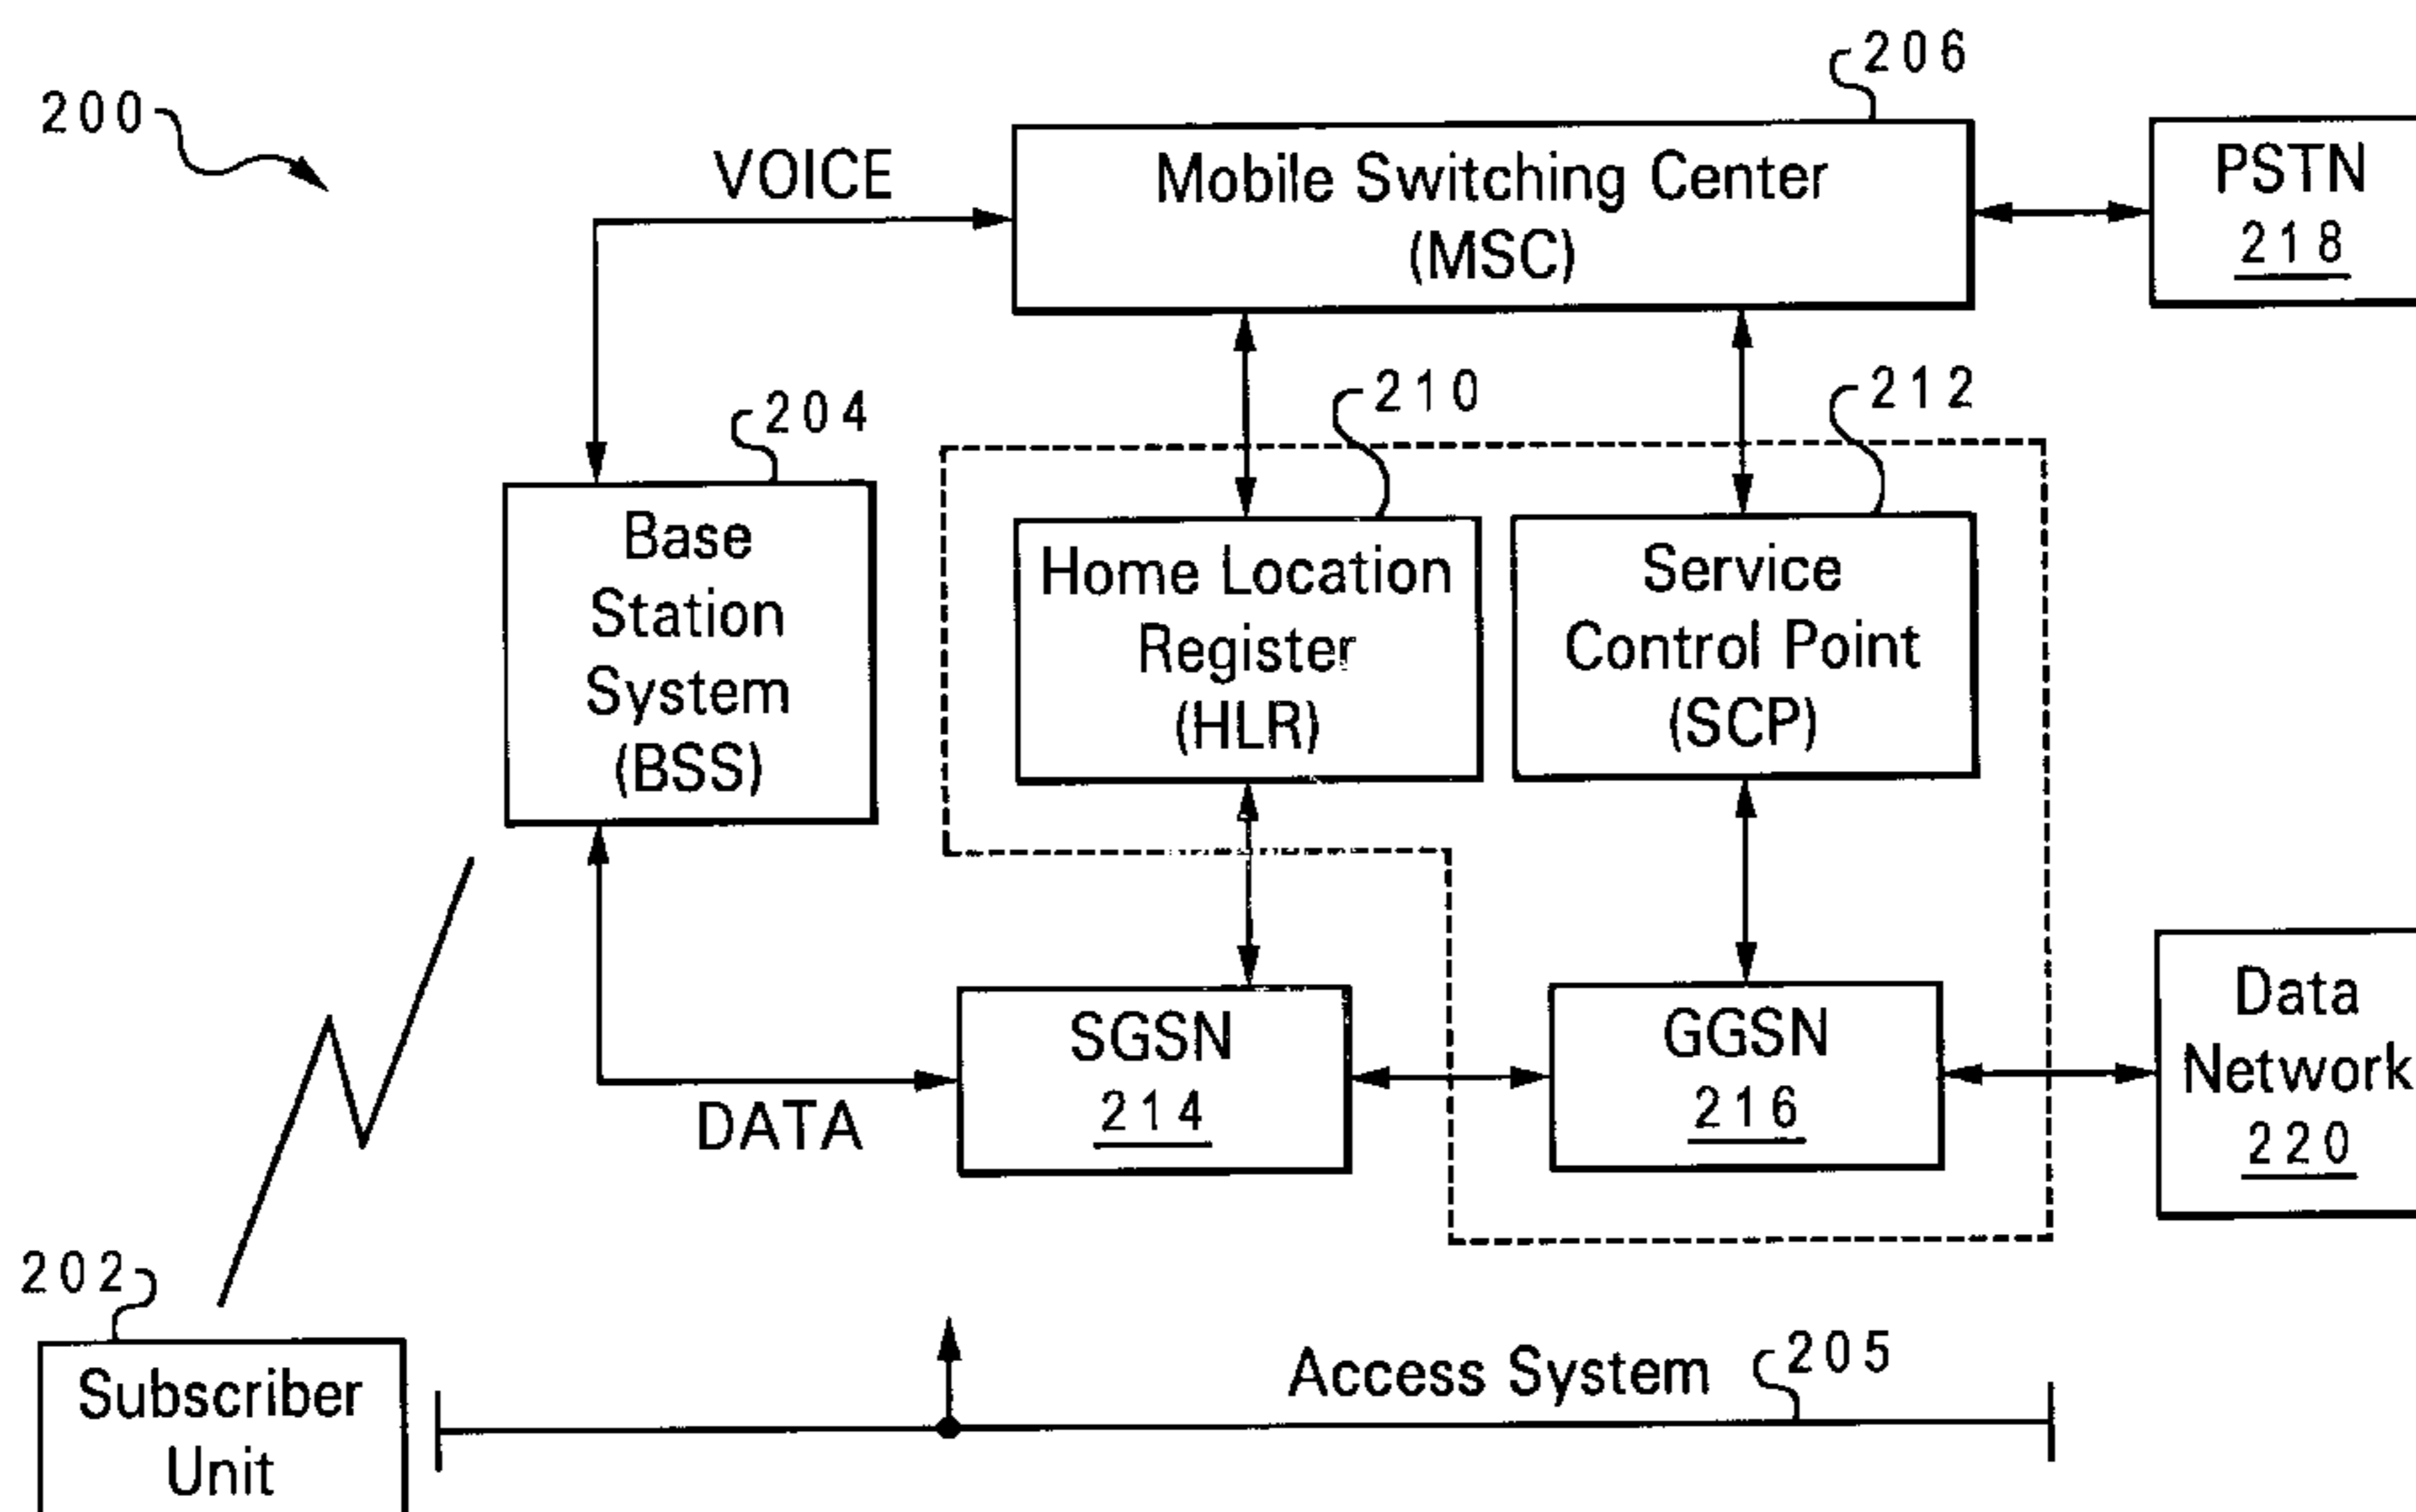 206
200
VOICE
Mobile Switching Center
(MSC)
PSTN
218
204
210
212
Base
Station
System
(BSS)
Home Location
Register
(HLR)
Service
Control Point
(SCP)
SGSN
214
GGSN
216
DATA
Data
Network
220
202
Subscriber
Unit
Access System
205